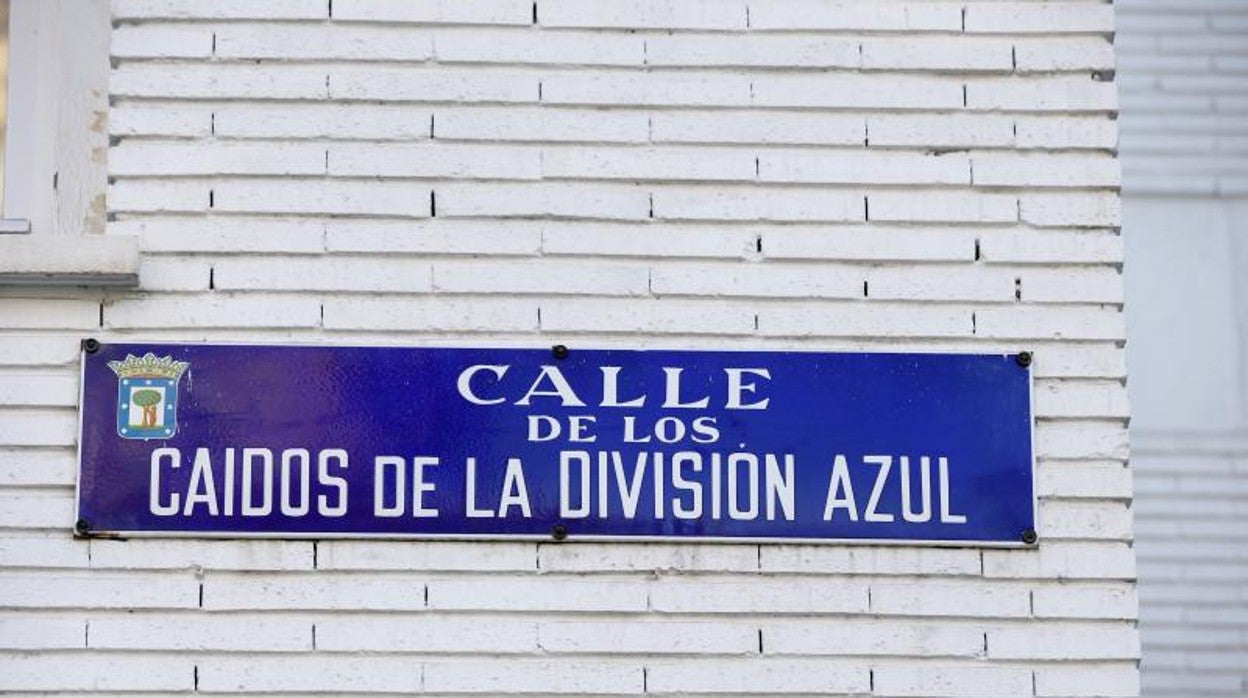 CALLE
DE LOS
CAIDOS DE LA DIVISIÓN AZUL